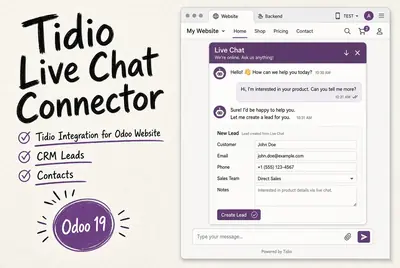 Tidio
Live Chat
Connector
Tidio Integration for Odoo Website
CRM Leads
Contacts
Odoo 19
Website
Backend
TEST
A
My Website
Home
Shop
Pricing
Contact
2
Live Chat
We're online. Ask us anything!
Hello! 👋 How can we help you today? 10:30 AM
Hi, I'm interested in your product. Can you tell me more?
10:31 AM
Sure! I'd be happy to help you.
Let me create a lead for you. 10:31 AM
New Lead Lead created from Live Chat
Customer John Doe
Email john.doe@example.com
Phone +1 (555) 123-4567
Sales Team Direct Sales
Notes Interested in product details via live chat.
Create Lead
Type your message...
Powered by Tidio